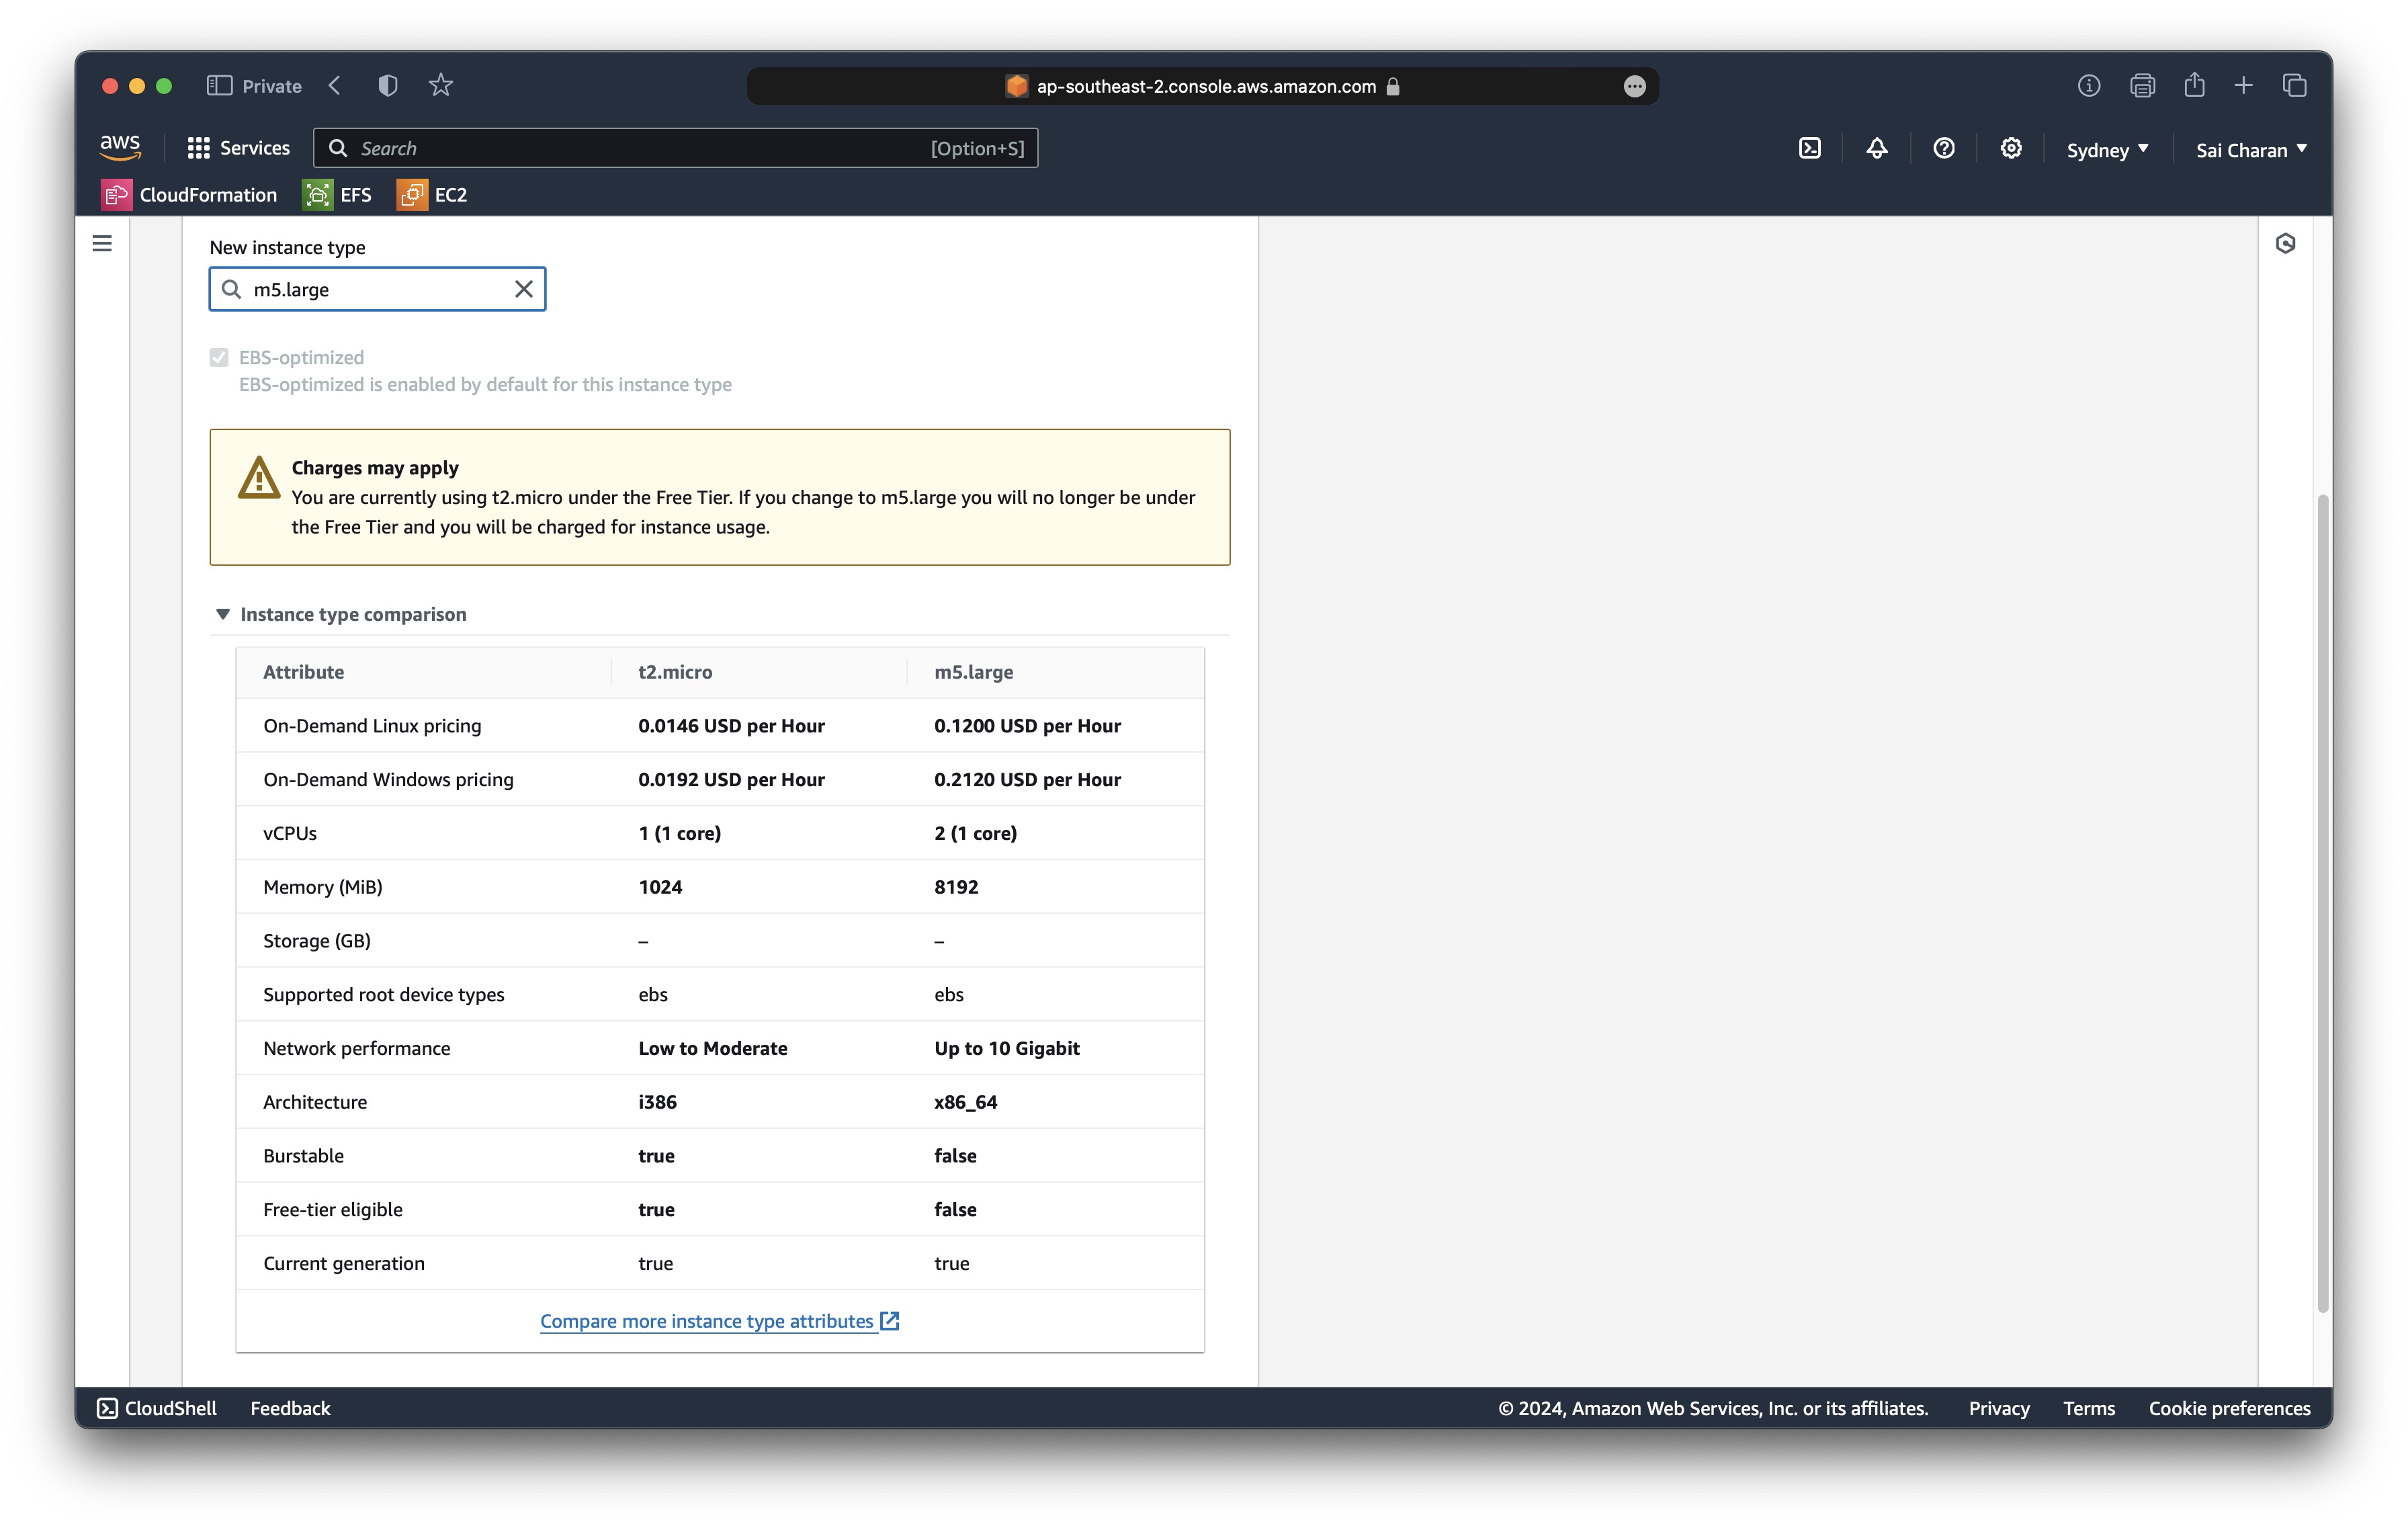 Private
ap-southeast-2.console.aws.amazon.com
aws
Services
Search
[Option+S]
Sydney
Sai Charan
CloudFormation
EFS
EC2
New instance type
m5.large
EBS-optimized
EBS-optimized is enabled by default for this instance type
Charges may apply
You are currently using t2.micro under the Free Tier. If you change to m5.large you will no longer be under
the Free Tier and you will be charged for instance usage.
Instance type comparison
Attribute t2.micro m5.large
On-Demand Linux pricing 0.0146 USD per Hour 0.1200 USD per Hour
On-Demand Windows pricing 0.0192 USD per Hour 0.2120 USD per Hour
vCPUs 1 (1 core) 2 (1 core)
Memory (MiB) 1024 8192
Storage (GB) – –
Supported root device types ebs ebs
Network performance Low to Moderate Up to 10 Gigabit
Architecture i386 x86_64
Burstable true false
Free-tier eligible true false
Current generation true true
Compare more instance type attributes
CloudShell
Feedback
© 2024, Amazon Web Services, Inc. or its affiliates.
Privacy
Terms
Cookie preferences